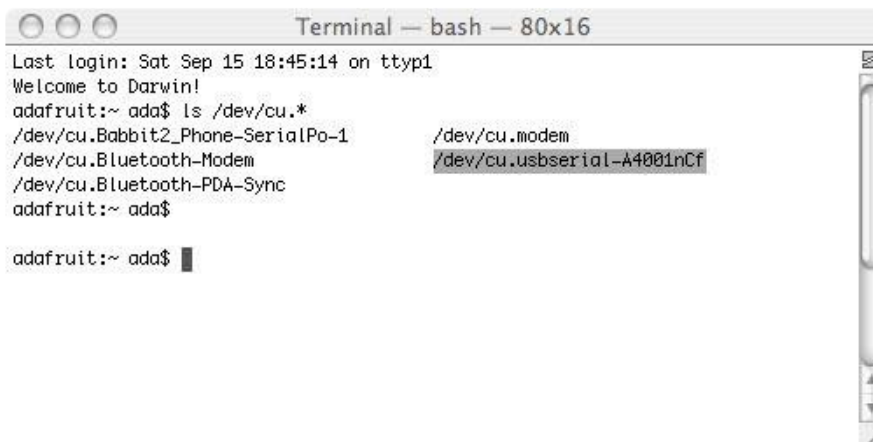 Terminal — bash — 80x16
Last login: Sat Sep 15 18:45:14 on ttyp1
Welcome to Darwin!
adafruit:~ ada$ ls /dev/cu.*
/dev/cu.Babbit2_Phone-SerialPo-1 /dev/cu.modem
/dev/cu.Bluetooth-Modem /dev/cu.usbserial-A4001nCf
/dev/cu.Bluetooth-PDA-Sync
adafruit:~ ada$
adafruit:~ ada$